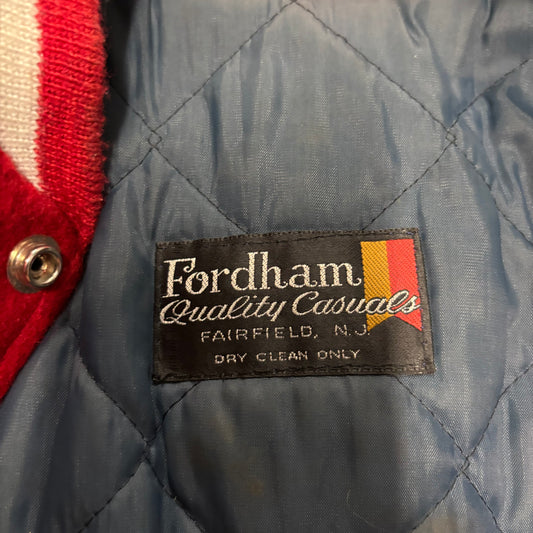 Fordham
Quality Casuals
FAIRFIELD, N.J.
DRY CLEAN ONLY